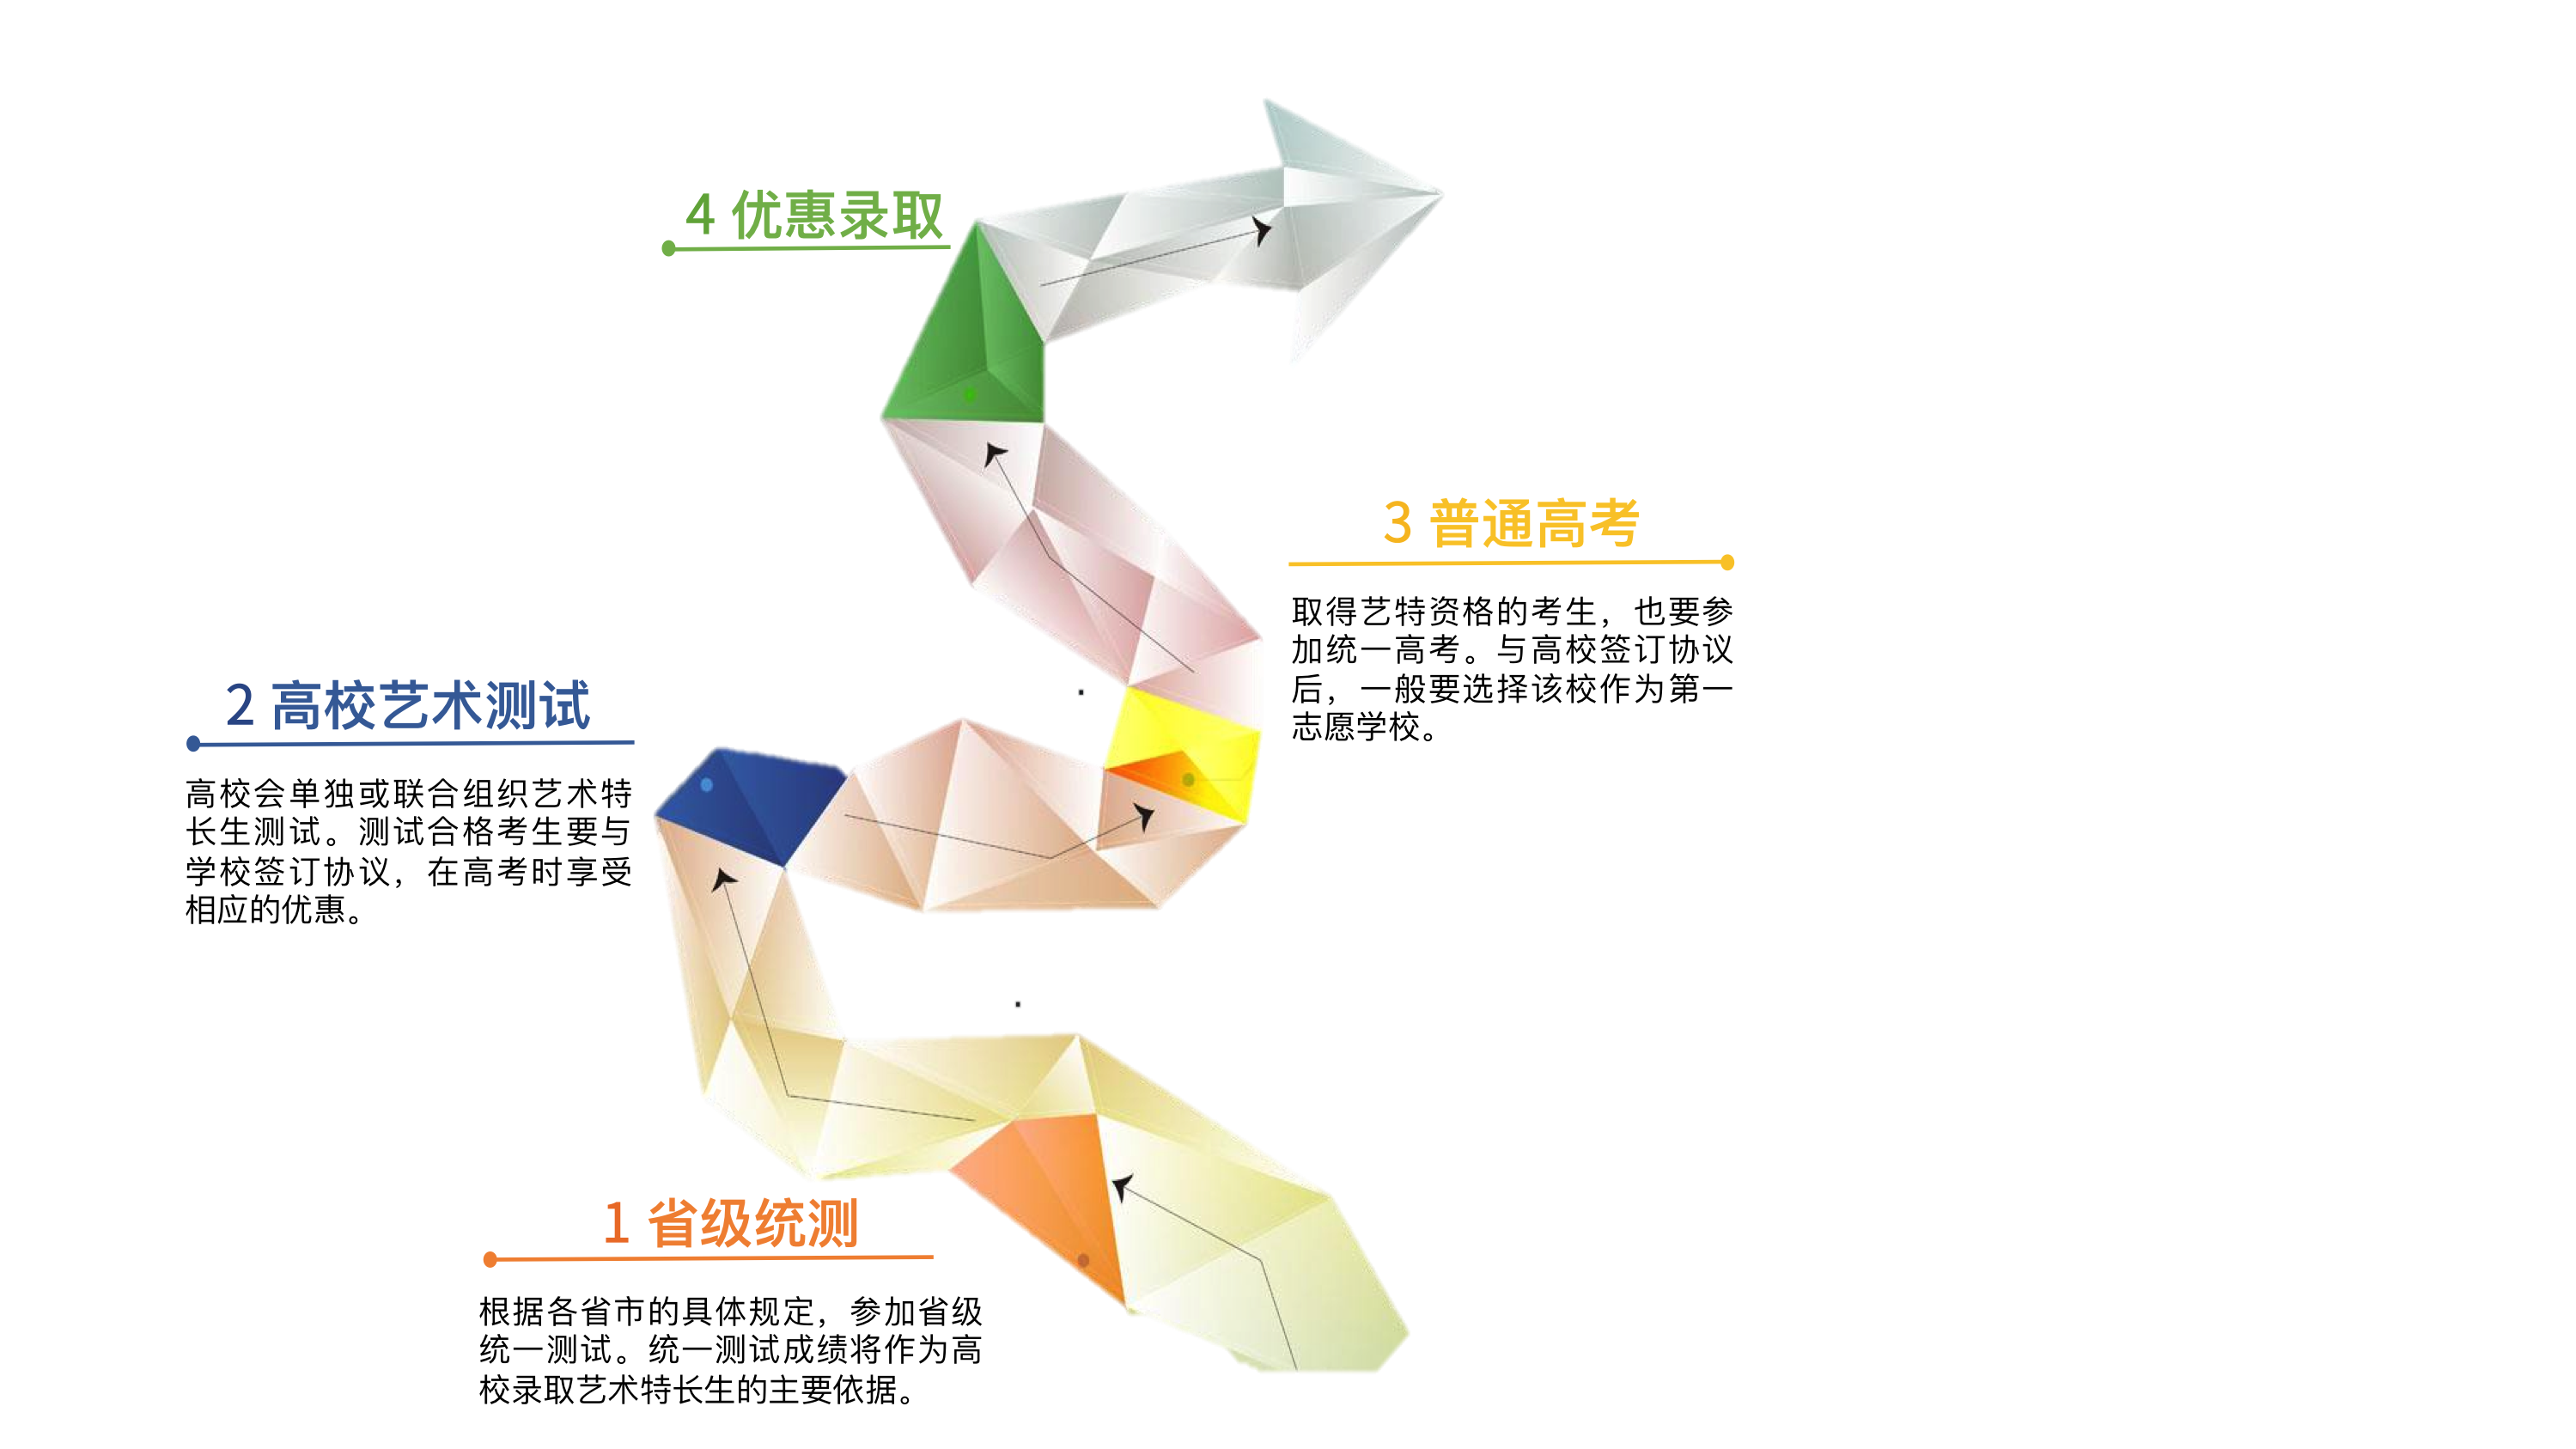 4 优惠录取
3 普通高考
取得艺特资格的考生，也要参
加统一高考。与高校签订协议
后，一般要选择该校作为第一
志愿学校。
2 高校艺术测试
高校会单独或联合组织艺术特
长生测试。测试合格考生要与
学校签订协议，在高考时享受
相应的优惠。
1 省级统测
根据各省市的具体规定，参加省级
统一测试。统一测试成绩将作为高
校录取艺术特长生的主要依据。